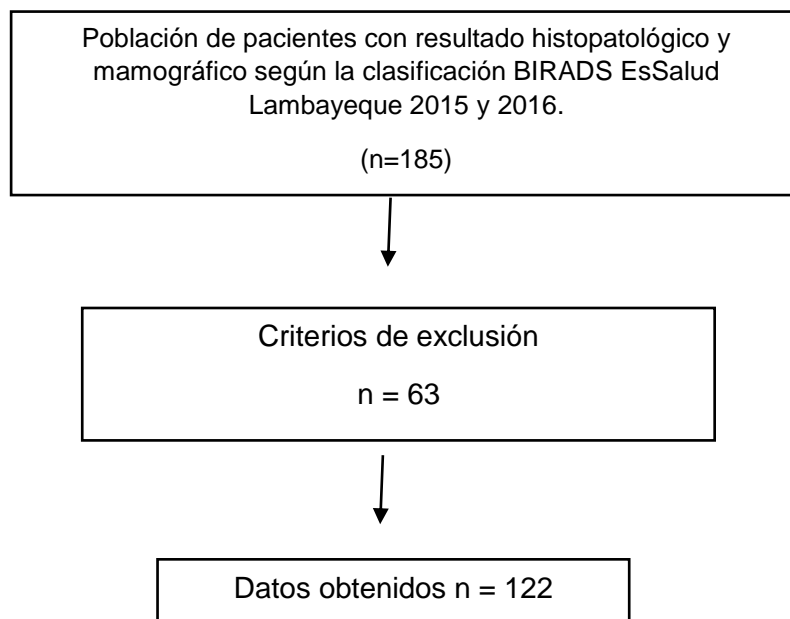 Población de pacientes con resultado histopatológico y
mamográfico según la clasificación BIRADS EsSalud
Lambayeque 2015 y 2016.
(n=185)
Criterios de exclusión
n = 63
Datos obtenidos n = 122